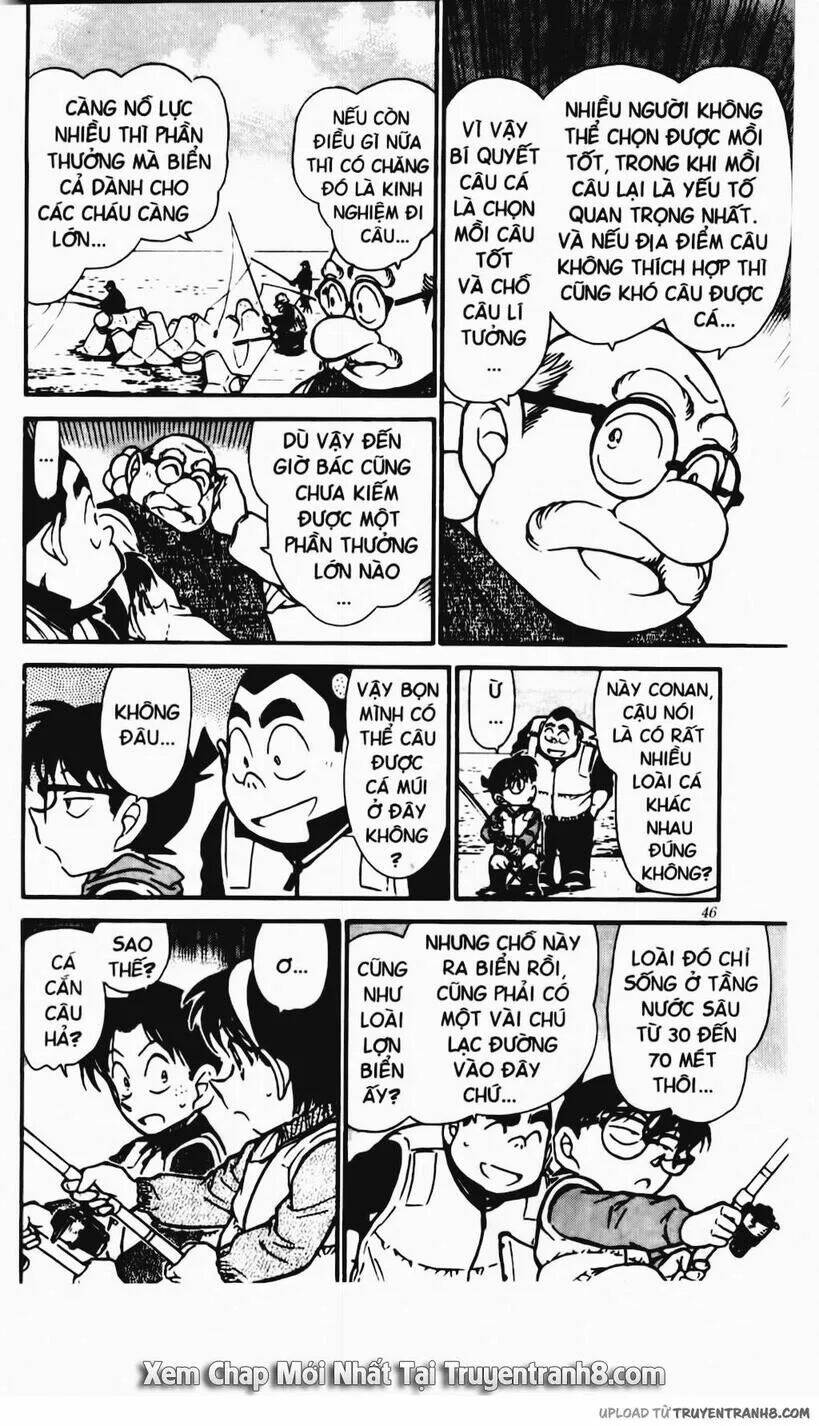 NHIỀU NGƯỜI KHÔNG
THỂ CHỌN ĐƯỢC MỒI
TỐT, TRONG KHI MỒI
CÂU LẠI LÀ YẾU TỐ
QUAN TRỌNG NHẤT.
VÀ NẾU ĐỊA ĐIỂM CÂU
KHÔNG THÍCH HỢP THÌ
CŨNG KHÓ CÂU ĐƯỢC
CÁ...
VÌ VẬY
BÍ QUYẾT
CÂU CÁ
LÀ CHỌN
MỒI CÂU
TỐT
VÀ CHỖ
CÂU LÍ
TƯỞNG
...
NẾU CÒN
ĐIỀU GÌ NỮA
THÌ CÓ CHĂNG
ĐÓ LÀ KINH
NGHIỆM ĐI
CÂU...
CÀNG NỖ LỰC
NHIỀU THÌ PHẦN
THƯỞNG MÀ BIỂN
CẢ DÀNH CHO
CÁC CHÁU CÀNG
LỚN...
DÙ VẬY ĐẾN
GIỜ BÁC CŨNG
CHƯA KIẾM
ĐƯỢC MỘT
PHẦN THƯỞNG
LỚN NÀO
...
...
NÀY CONAN,
CẬU NÓI
LÀ CÓ RẤT
NHIỀU
LOÀI CÁ
KHÁC
NHAU
ĐÚNG
KHÔNG?
Ừ
...
VẬY BỌN
MÌNH CÓ
THỂ CÂU
ĐƯỢC
CÁ MÚI
Ở ĐÂY
KHÔNG
?
KHÔNG
ĐÂU...
46
LOÀI ĐÓ CHỈ
SỐNG Ở TẦNG
NƯỚC SÂU
TỪ 30 ĐẾN
70 MÉT
THÔI...
NHƯNG CHỖ NÀY
RA BIỂN RỒI,
CŨNG PHẢI CÓ
MỘT VÀI CHÚ
LẠC ĐƯỜNG
VÀO ĐÂY
CHỨ...
CŨNG
NHƯ
LOÀI
LỢN
BIỂN
ẤY?
Ơ...
SAO
THẾ?
CÁ
CẮN
CÂU
HẢ?
Xem Chap Mới Nhất Tại Truyentranh8.com
UPLOAD TỪ TRUYENTRANH8.COM